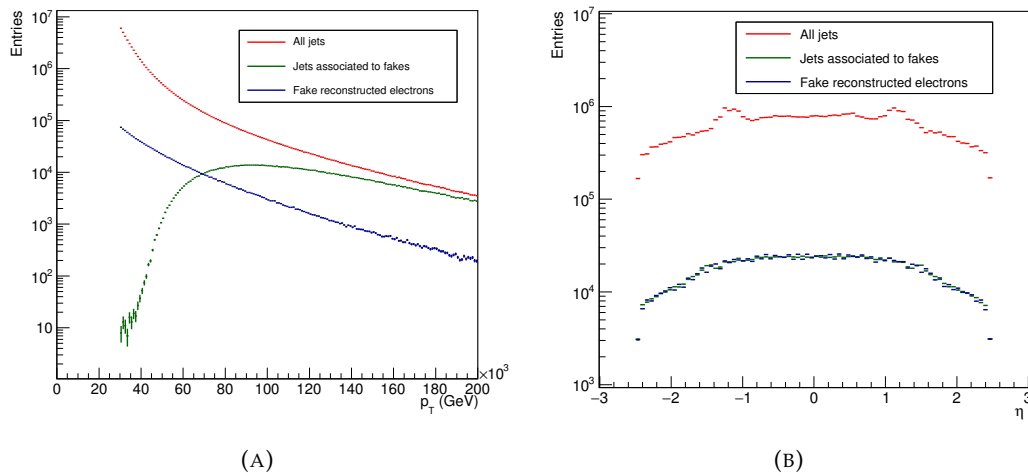 Entries
10^7
10^6
10^5
10^4
10^3
10^2
10
All jets
Jets associated to fakes
Fake reconstructed electrons
0 20 40 60 80 100 120 140 160 180 200
×10^3
p_T (GeV)
(A)
Entries
10^7
10^6
10^5
10^4
10^3
All jets
Jets associated to fakes
Fake reconstructed electrons
−3 −2 −1 0 1 2 3
η
(B)